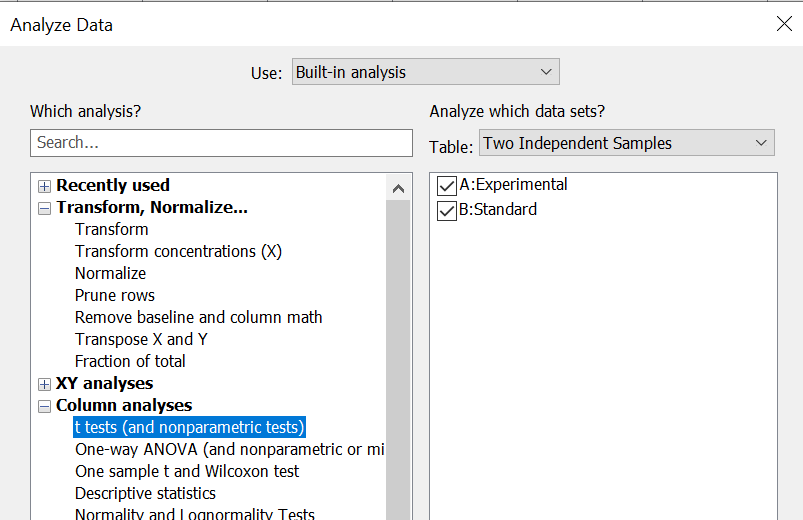 Analyze Data
Use: Built-in analysis
Which analysis?
Search...
Recently used
Transform, Normalize...
Transform
Transform concentrations (X)
Normalize
Prune rows
Remove baseline and column math
Transpose X and Y
Fraction of total
XY analyses
Column analyses
t tests (and nonparametric tests)
One-way ANOVA (and nonparametric or mi
One sample t and Wilcoxon test
Descriptive statistics
Normality and Lognormality Tests
Analyze which data sets?
Table: Two Independent Samples
A:Experimental
B:Standard